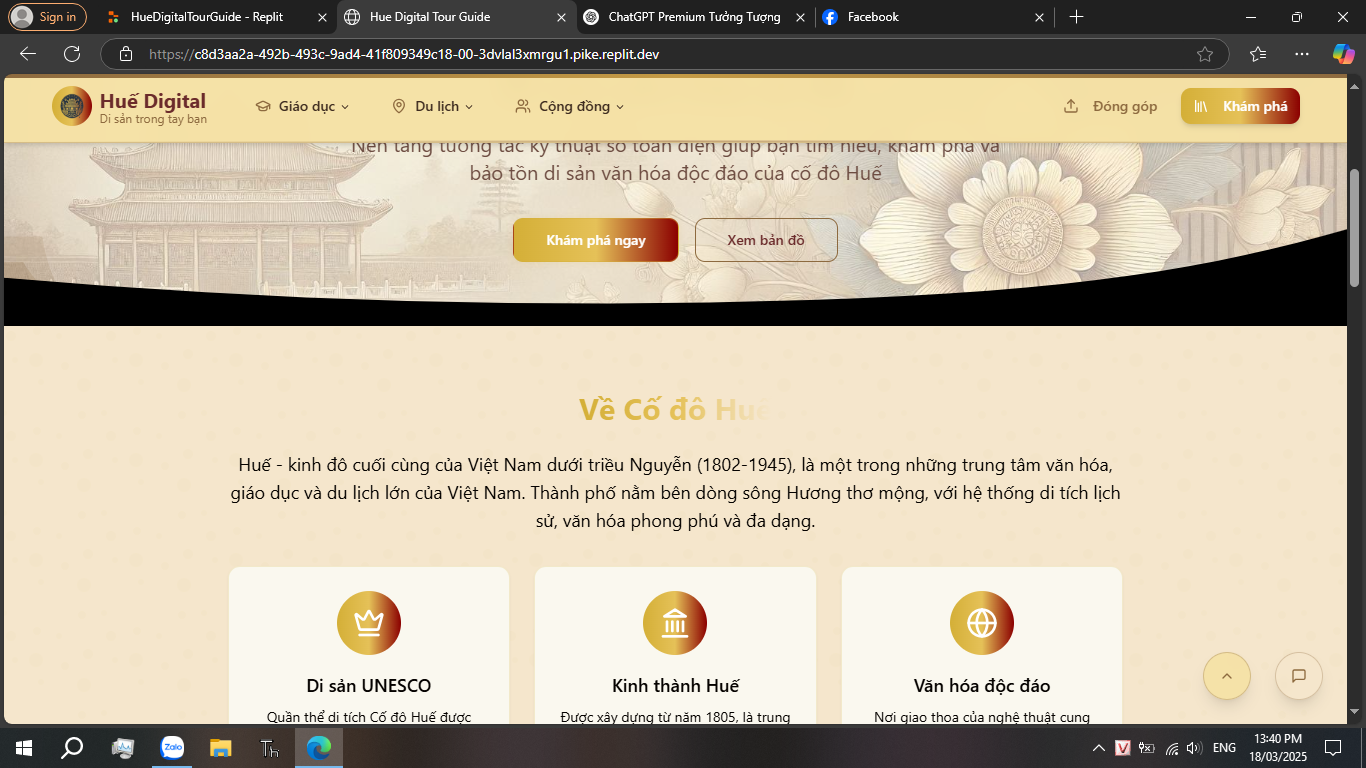 Sign in
HueDigitalTourGuide - Replit
Hue Digital Tour Guide
ChatGPT Premium Tưởng Tượng
Facebook
https://c8d3aa2a-492b-493c-9ad4-41f809349c18-00-3dvlal3xmrgu1.pike.replit.dev
Huế Digital
Di sản trong tay bạn
Giáo dục
Du lịch
Cộng đồng
Đóng góp
Khám phá
Nền tảng tương tác kỹ thuật số toàn diện giúp bạn tìm hiểu, khám phá và
bảo tồn di sản văn hóa độc đáo của cố đô Huế
Khám phá ngay
Xem bản đồ
Về Cố đô Huế
Huế - kinh đô cuối cùng của Việt Nam dưới triều Nguyễn (1802-1945), là một trong những trung tâm văn hóa,
giáo dục và du lịch lớn của Việt Nam. Thành phố nằm bên dòng sông Hương thơ mộng, với hệ thống di tích lịch
sử, văn hóa phong phú và đa dạng.
Di sản UNESCO
Quần thể di tích Cố đô Huế được
Kinh thành Huế
Được xây dựng từ năm 1805, là trung
Văn hóa độc đáo
Nơi giao thoa của nghệ thuật cung
Zalo
Th
V
ENG
13:40 PM
18/03/2025